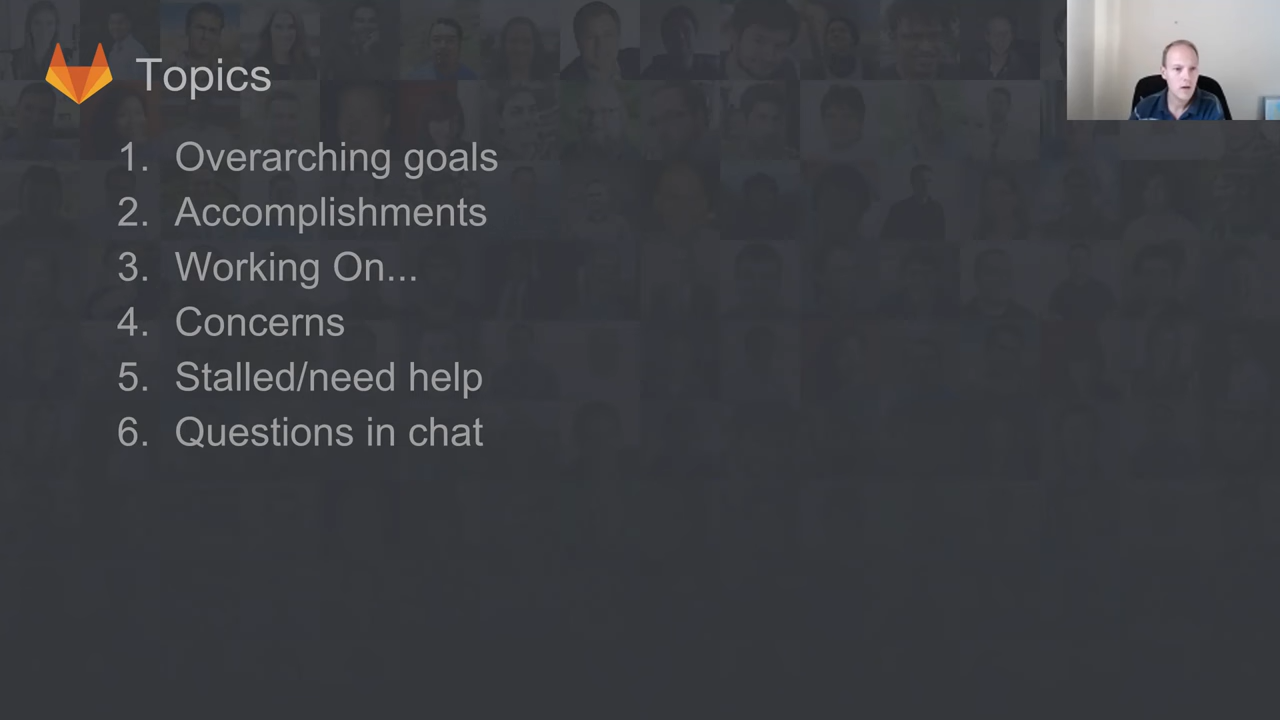 Topics
1. Overarching goals
2. Accomplishments
3. Working On...
4. Concerns
5. Stalled/need help
6. Questions in chat